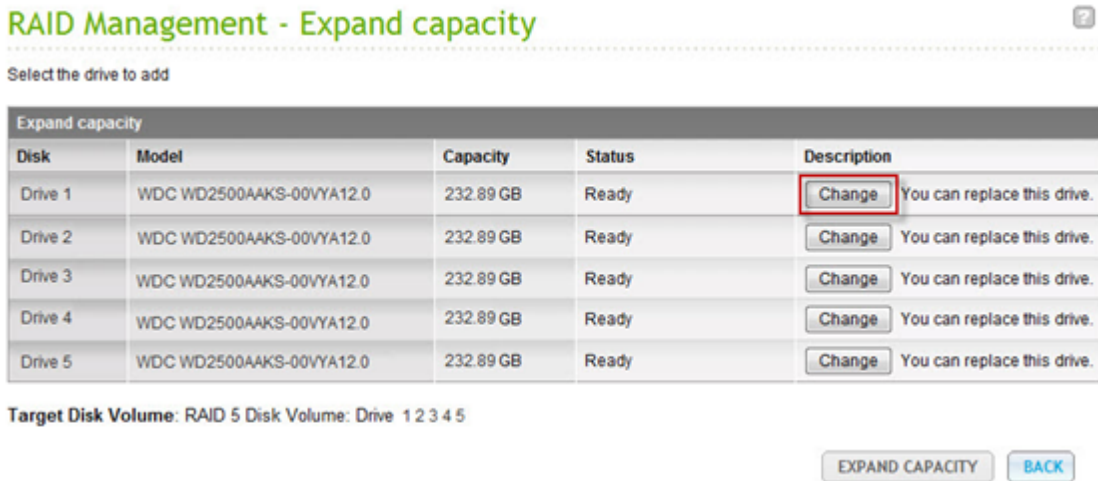 RAID Management - Expand capacity
?
Select the drive to add
Expand capacity
Disk Model Capacity Status Description
Drive 1 WDC WD2500AAKS-00VYA12.0 232.89 GB Ready Change You can replace this drive.
Drive 2 WDC WD2500AAKS-00VYA12.0 232.89 GB Ready Change You can replace this drive.
Drive 3 WDC WD2500AAKS-00VYA12.0 232.89 GB Ready Change You can replace this drive.
Drive 4 WDC WD2500AAKS-00VYA12.0 232.89 GB Ready Change You can replace this drive.
Drive 5 WDC WD2500AAKS-00VYA12.0 232.89 GB Ready Change You can replace this drive.
Target Disk Volume: RAID 5 Disk Volume: Drive 1 2 3 4 5
EXPAND CAPACITY BACK